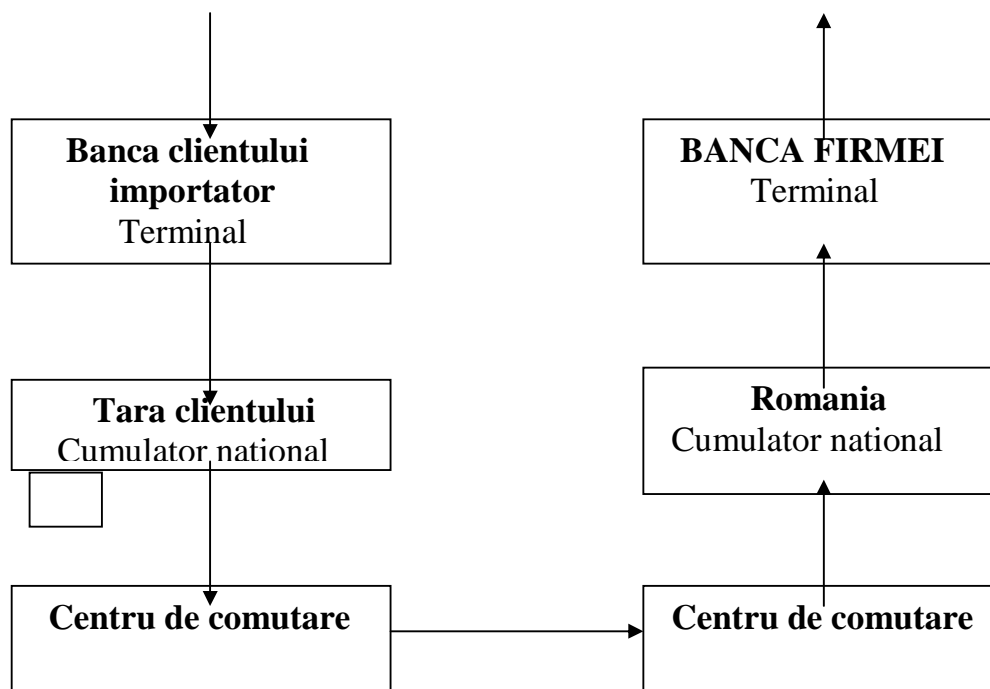 Banca clientului
importator
Terminal
BANCA FIRMEI
Terminal
Tara clientului
Cumulator national
Romania
Cumulator national
Centru de comutare
Centru de comutare